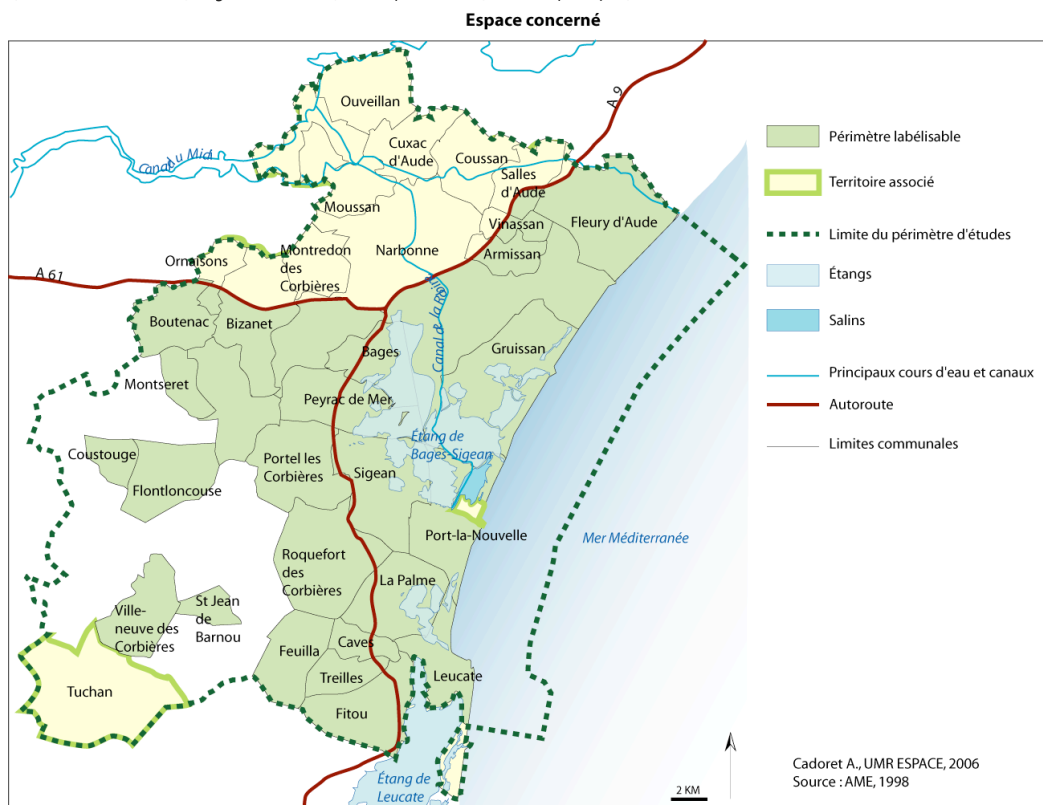 Espace concerné
A 9
Ouveillan
Cuxac
d'Aude
Coussan
Salles
d'Aude
Canal du Midi
Moussan
Vinassan
Fleury d'Aude
Armissan
Narbonne
Montredon
des
Corbières
Ornaisons
A 61
Canal de la Ro
Boutenac
Bizanet
Bages
Gruissan
Montseret
Peyrac de Mer
Étang de
Bages-Sigean
Coustouge
Portel les
Corbières
Sigean
Flontloncouse
Port-la-Nouvelle
Mer Méditerranée
Roquefort
des
Corbières
La Palme
Ville-
neuve des
Corbières
St Jean
de
Barnou
Feuilla
Caves
Treilles
Leucate
Tuchan
Fitou
Étang de
Leucate
2 KM
Périmètre labélisable
Territoire associé
Limite du périmètre d'études
Étangs
Salins
Principaux cours d'eau et canaux
Autoroute
Limites communales
Cadoret A., UMR ESPACE, 2006
Source : AME, 1998